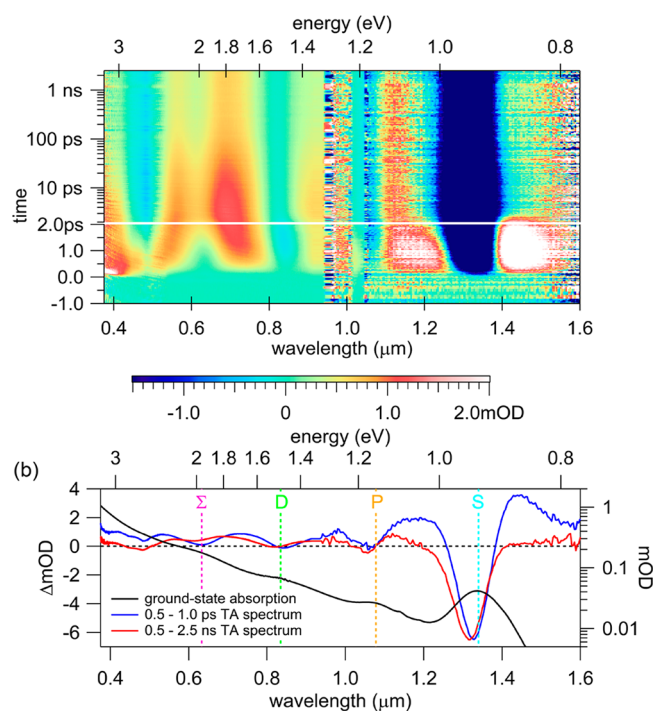 energy (eV)
3 2 1.8 1.6 1.4 1.2 1.0 0.8
1 ns
100 ps
10 ps
2.0ps
1.0
0.0
-1.0
time
0.4 0.6 0.8 1.0 1.2 1.4 1.6
wavelength (μm)
-1.0 0 1.0 2.0mOD
energy (eV)
(b)
3 2 1.8 1.6 1.4 1.2 1.0 0.8
4
2
0
-2
-4
-6
ΔmOD
Σ D P S
1
0.1
0.01
mOD
ground-state absorption
0.5 - 1.0 ps TA spectrum
0.5 - 2.5 ns TA spectrum
0.4 0.6 0.8 1.0 1.2 1.4 1.6
wavelength (μm)